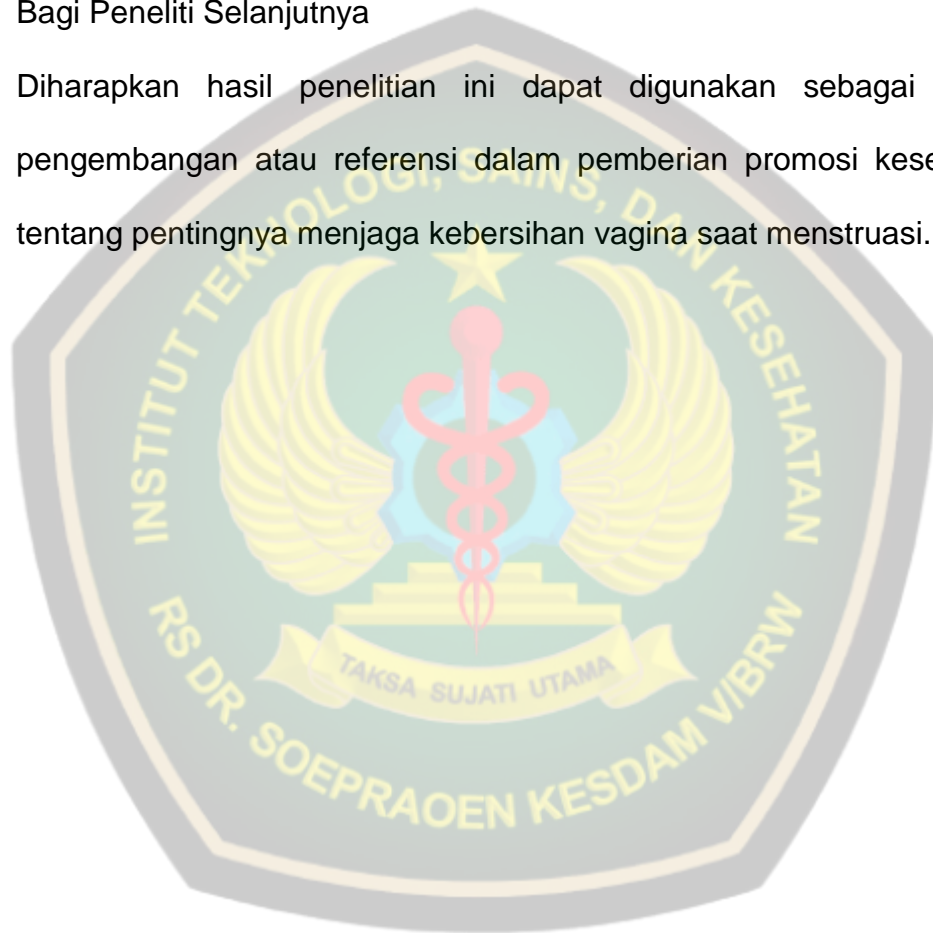 Bagi Peneliti Selanjutnya
Diharapkan hasil penelitian ini dapat digunakan sebagai
pengembangan atau referensi dalam pemberian promosi kese
tentang pentingnya menjaga kebersihan vagina saat menstruasi.
INSTITUT TEKNOLOGI, SAINS, DAN KESEHATAN
TAKSA SUJATI UTAMA
RS DR. SOEPRAOEN KESDAM V/BRW